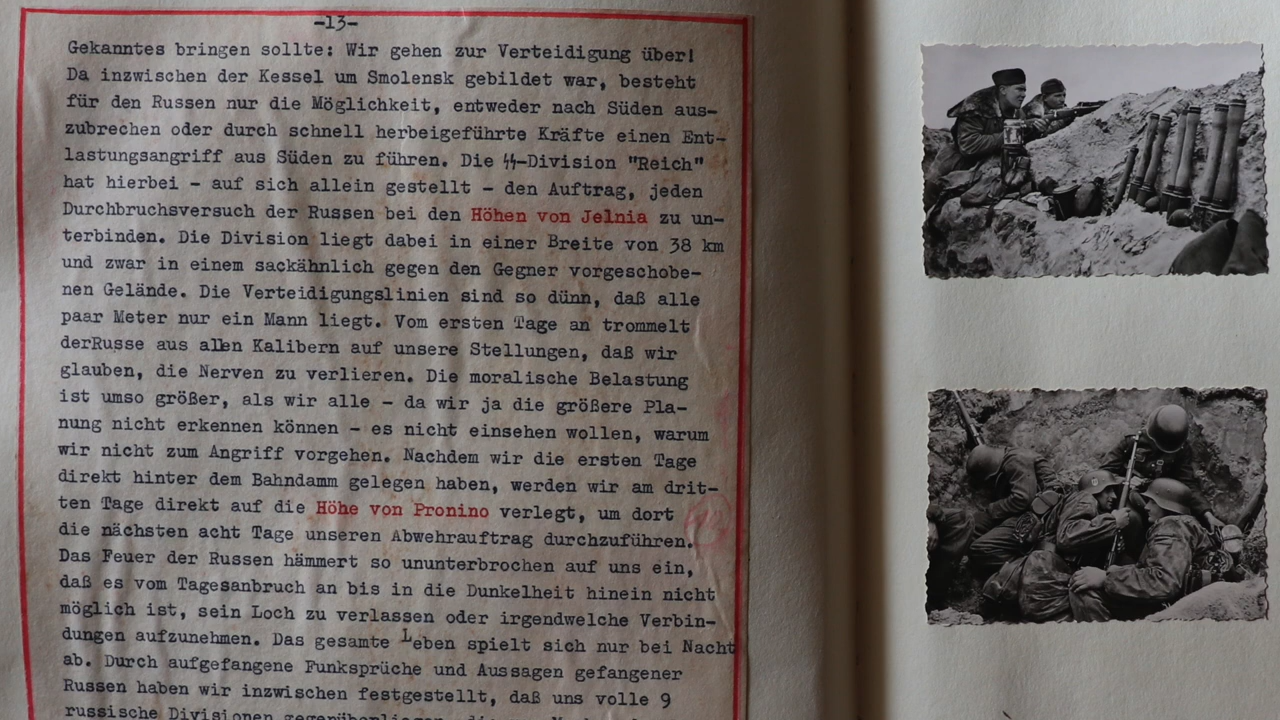 -13-
Gekanntes bringen sollte: Wir gehen zur Verteidigung über!
Da inzwischen der Kessel um Smolensk gebildet war, besteht
für den Russen nur die Möglichkeit, entweder nach Süden aus-
zubrechen oder durch schnell herbeigeführte Kräfte einen Ent-
lastungsangriff aus Süden zu führen. Die ᛋᛋ-Division "Reich"
hat hierbei - auf sich allein gestellt - den Auftrag, jeden
Durchbruchsversuch der Russen bei den Höhen von Jelnia zu un-
terbinden. Die Division liegt dabei in einer Breite von 38 km
und zwar in einem sackähnlich gegen den Gegner vorgeschobe-
nen Gelände. Die Verteidigungslinien sind so dünn, daß alle
paar Meter nur ein Mann liegt. Vom ersten Tage an trommelt
derRusse aus allen Kalibern auf unsere Stellungen, daß wir
glauben, die Nerven zu verlieren. Die moralische Belastung
ist umso größer, als wir alle - da wir ja die größere Pla-
nung nicht erkennen können - es nicht einsehen wollen, warum
wir nicht zum Angriff vorgehen. Nachdem wir die ersten Tage
direkt hinter dem Bahndamm gelegen haben, werden wir am drit-
ten Tage direkt auf die Höhe von Pronino verlegt, um dort
die nächsten acht Tage unseren Abwehrauftrag durchzuführen.
Das Feuer der Russen hämmert so ununterbrochen auf uns ein,
daß es vom Tagesanbruch an bis in die Dunkelheit hinein nicht
möglich ist, sein Loch zu verlassen oder irgendwelche Verbin-
dungen aufzunehmen. Das gesamte Leben spielt sich nur bei Nacht
ab. Durch aufgefangene Funksprüche und Aussagen gefangener
Russen haben wir inzwischen festgestellt, daß uns volle 9
russische Divisionen gegenüberliegen